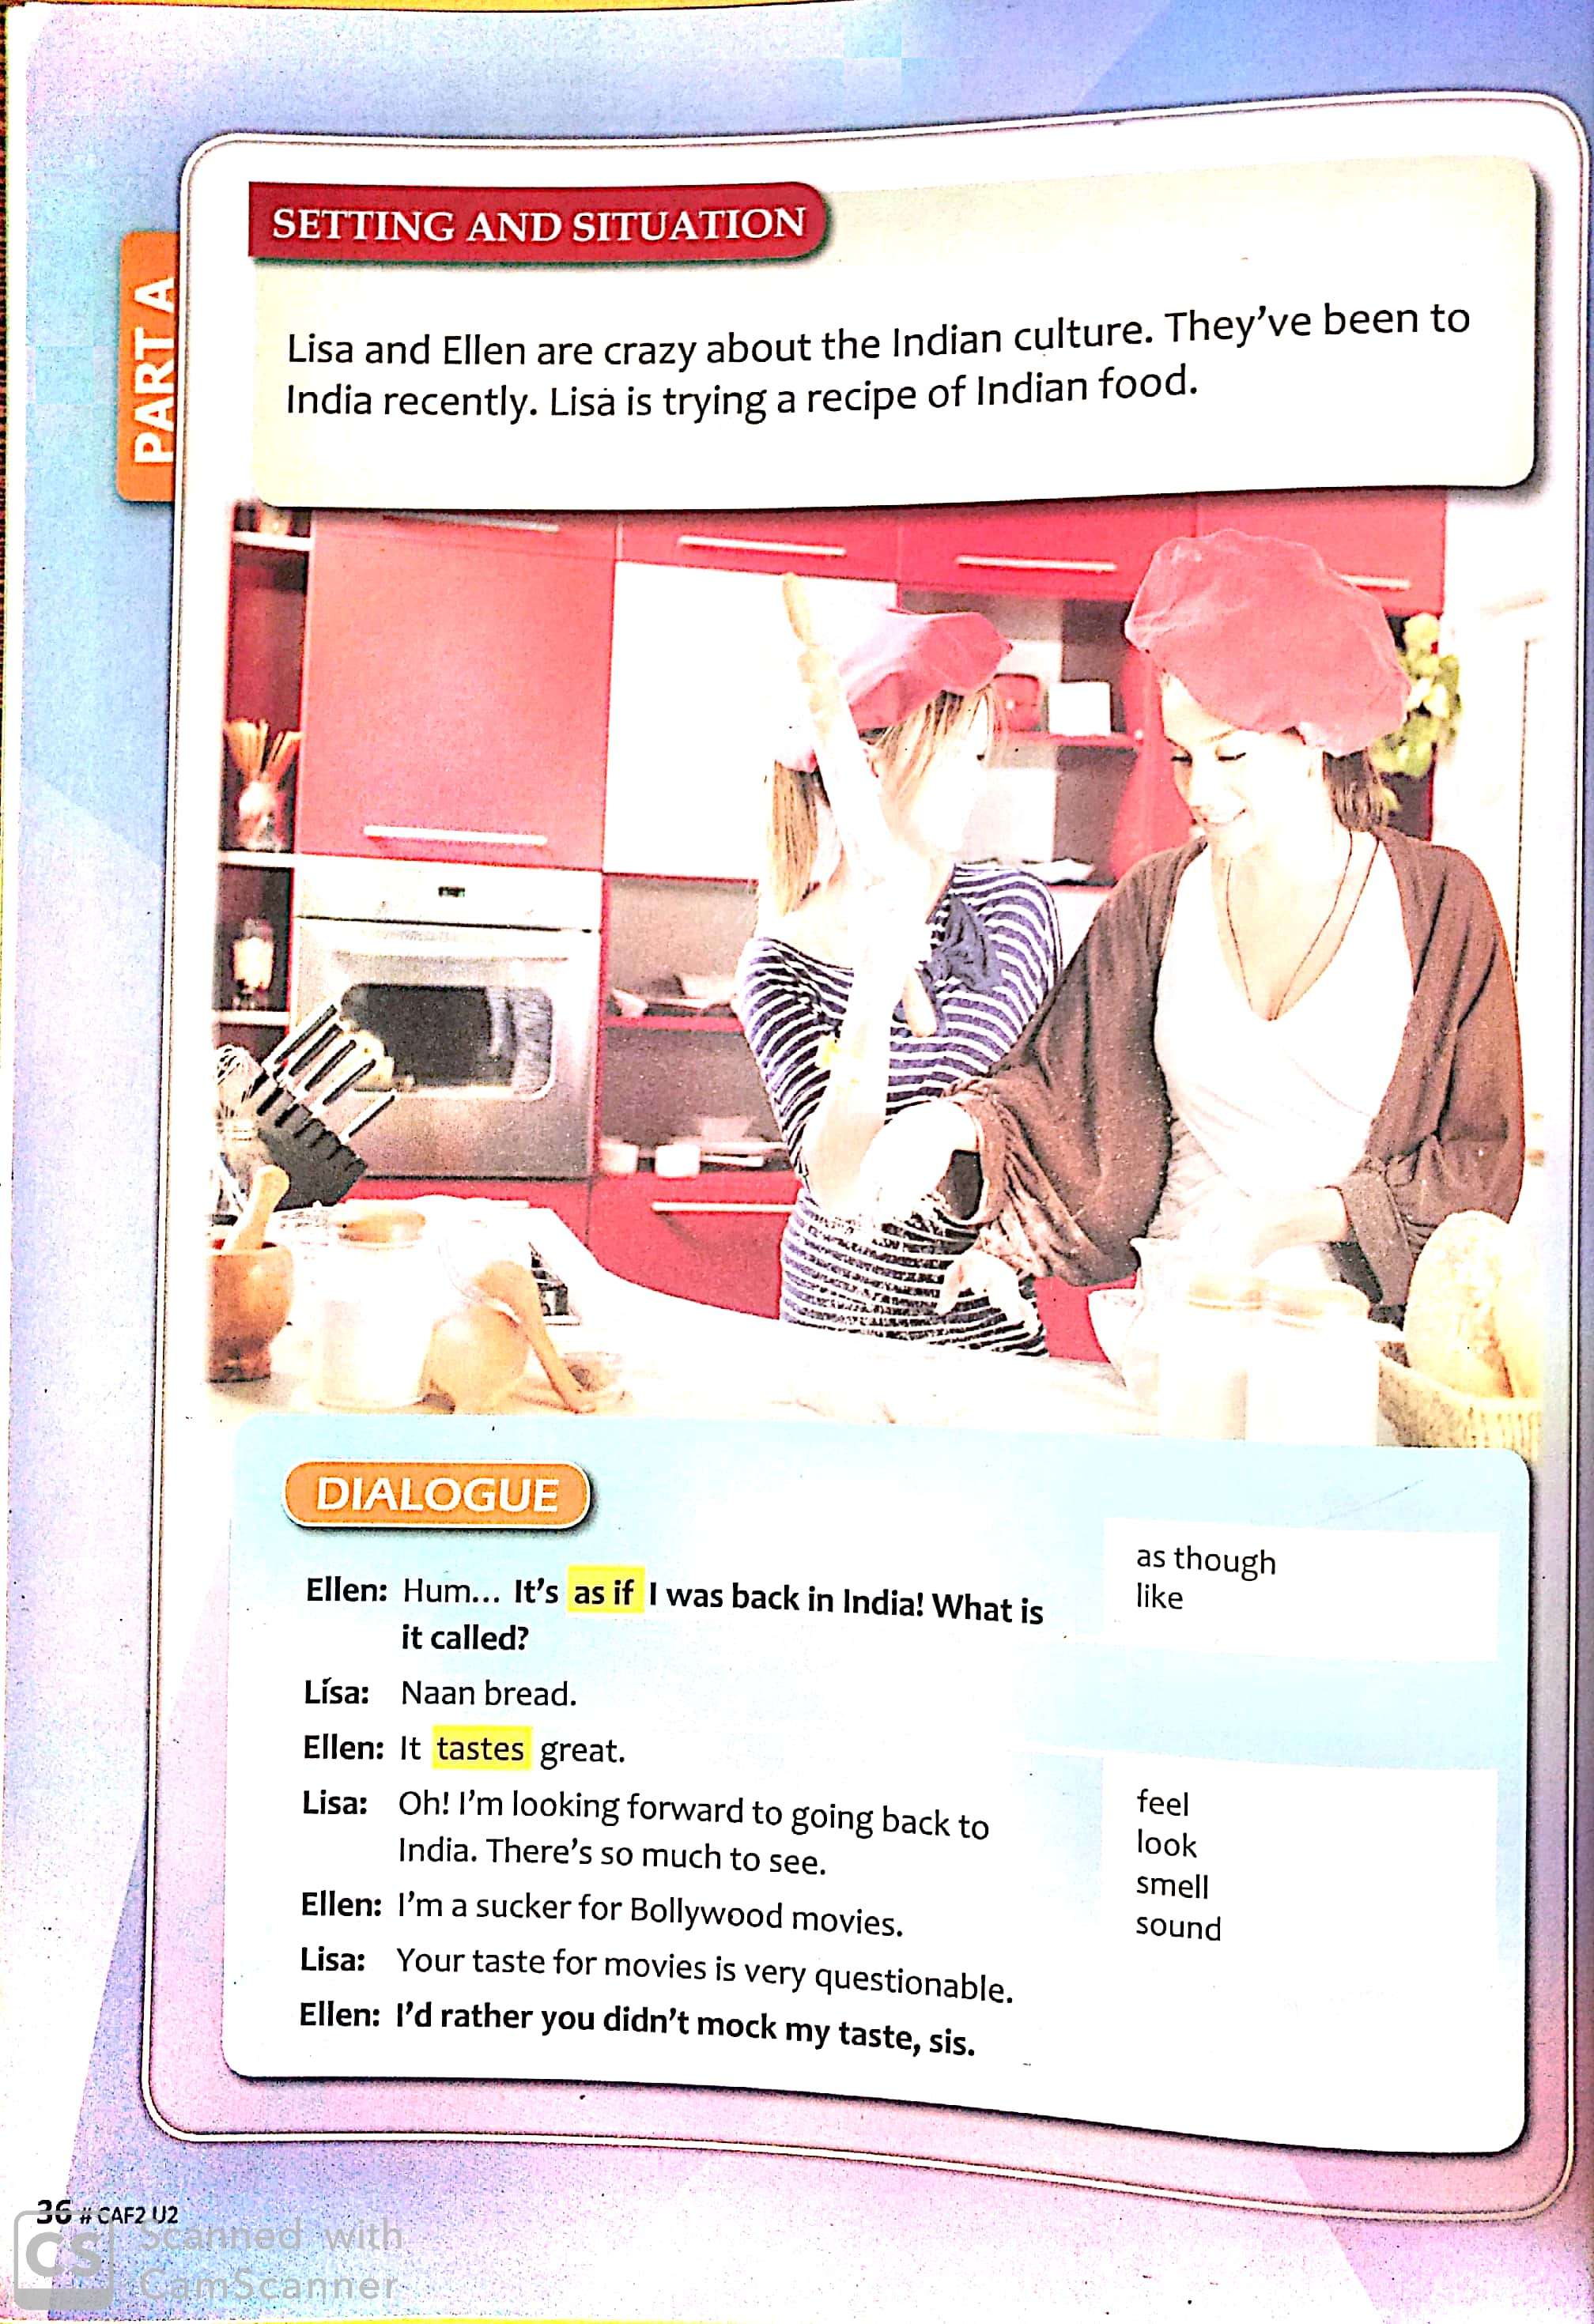 PART A
SETTING AND SITUATION
Lisa and Ellen are crazy about the Indian culture. They've been to
India recently. Lisa is trying a recipe of Indian food.
DIALOGUE
Ellen: Hum... It's as if I was back in India! What is
it called?
Lisa: Naan bread.
Ellen: It tastes great.
Lisa: Oh! I'm looking forward to going back to
India. There's so much to see.
Ellen: I'm a sucker for Bollywood movies.
Lisa: Your taste for movies is very questionable.
Ellen: I'd rather you didn't mock my taste, sis.
as though
like
feel
look
smell
sound
36 # CAF2 U2
CS Scanned with
CamScanner